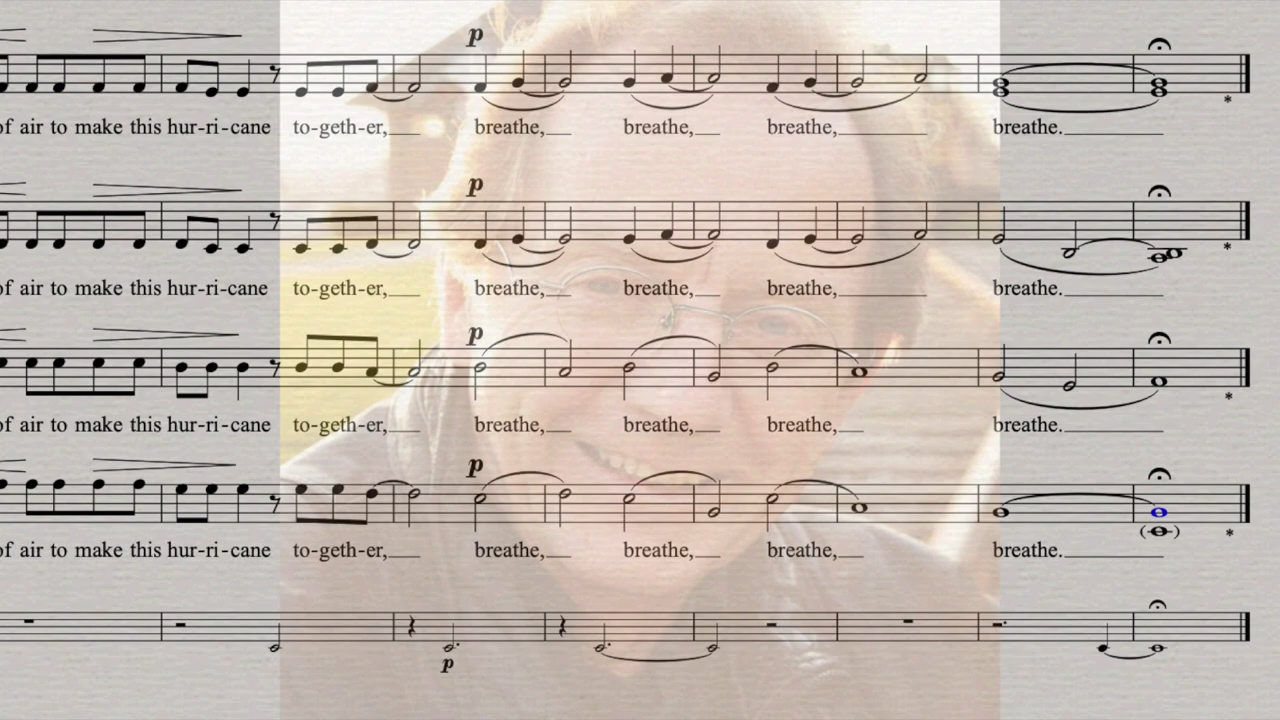 p
of air to make this hur-ri-cane to-geth-er, breathe, breathe, breathe, breathe.
*
p
of air to make this hur-ri-cane to-geth-er, breathe, breathe, breathe, breathe.
*
p
of air to make this hur-ri-cane to-geth-er, breathe, breathe, breathe, breathe.
*
p
of air to make this hur-ri-cane to-geth-er, breathe, breathe, breathe, breathe.
*
p